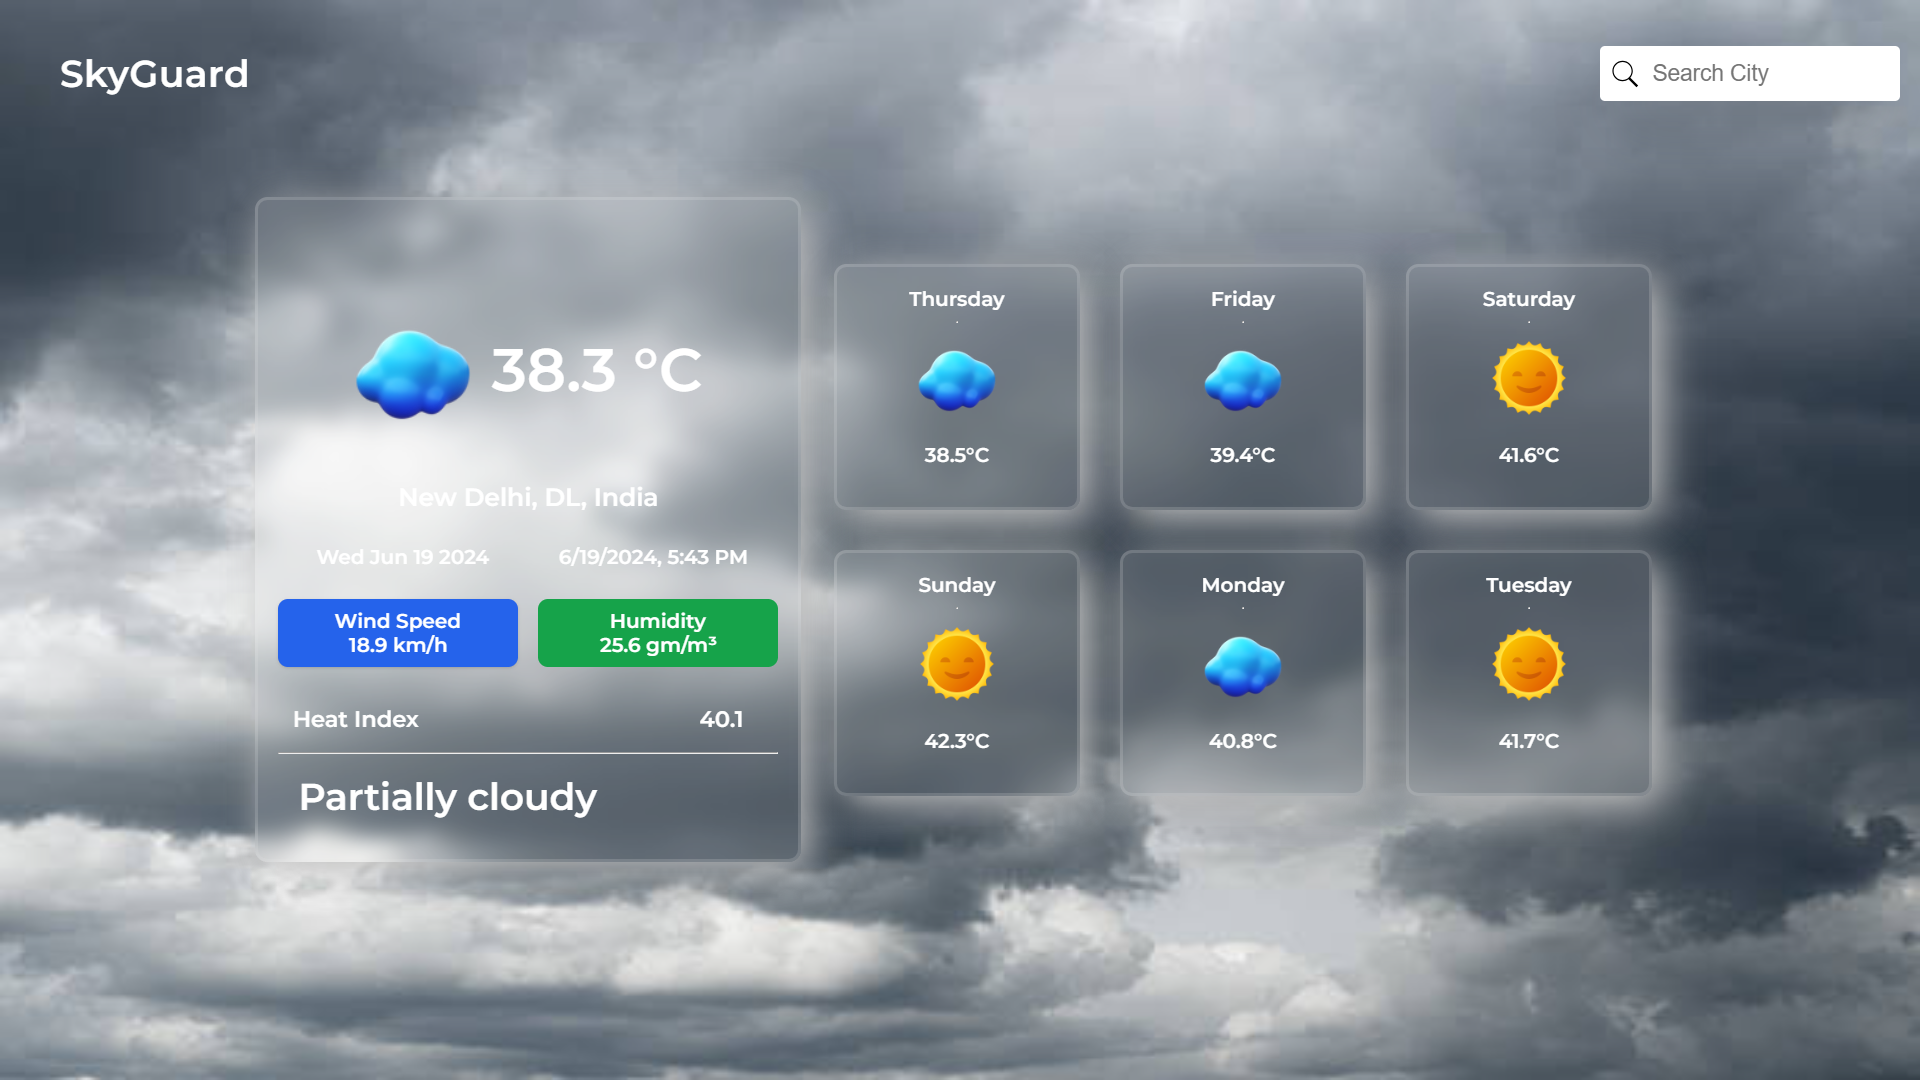 SkyGuard
Search City
38.3 °C
New Delhi, DL, India
Wed Jun 19 2024
6/19/2024, 5:43 PM
Wind Speed
18.9 km/h
Humidity
25.6 gm/m³
Heat Index
40.1
Partially cloudy
Thursday
.
38.5°C
Friday
.
39.4°C
Saturday
.
41.6°C
Sunday
.
42.3°C
Monday
.
40.8°C
Tuesday
.
41.7°C